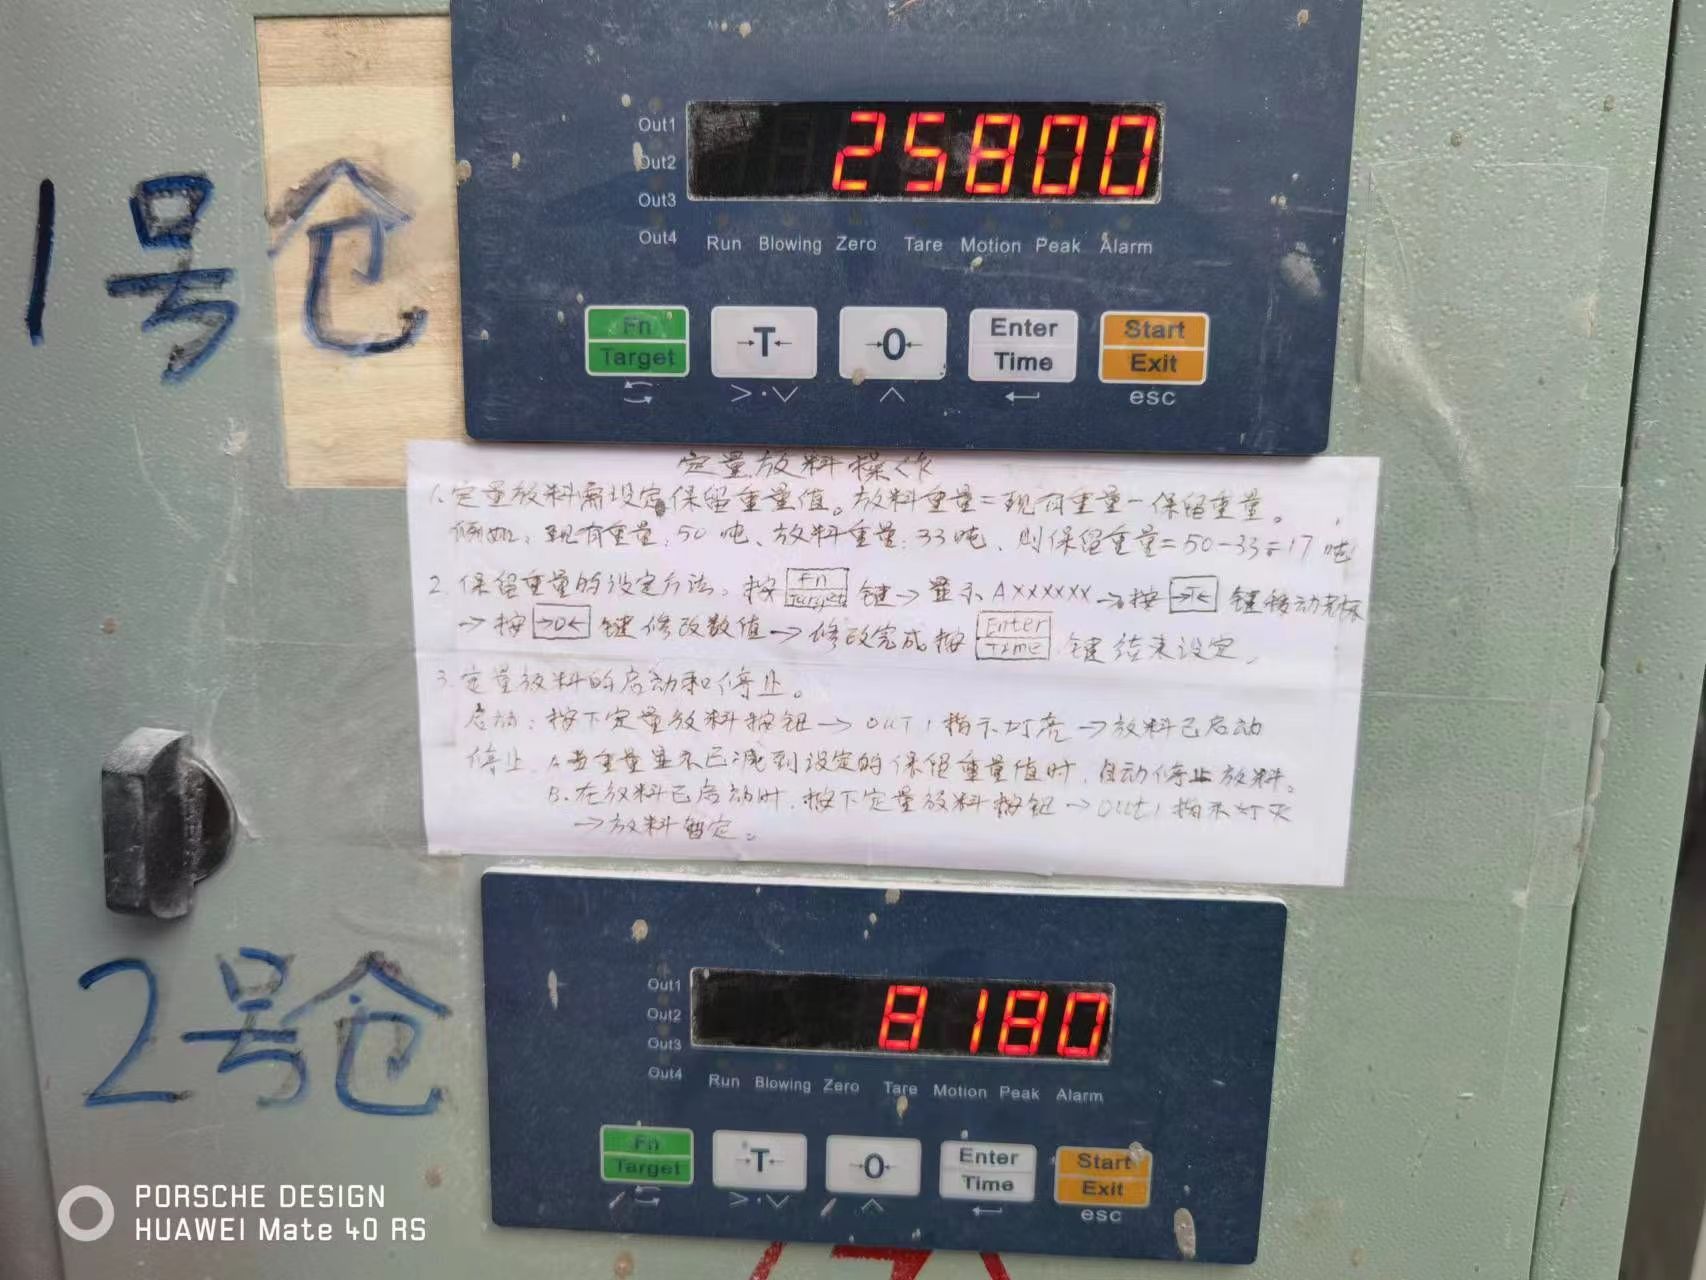 1号仓
25800
Out1
Out2
Out3
Out4
Run Blowing Zero Tare Motion Peak Alarm
Fn
Target
→T←
→0←
Enter
Time
Start
Exit
esc
定量放料操作
1.定量放料需设定保留重量值。放料重量=现有重量-保留重量。
例如:现有重量:50吨、放料重量:33吨、则保留重量=50-33=17吨
2.保留重量的设定方法:按 Fn Target 键→显示AXXXXXX→按 →T← 键移动光标
→按 →0← 键修改数值→修改完成按 Enter Time 键结束设定。
3.定量放料的启动和停止。
启动:按下定量放料按钮→OUT1指示灯亮→放料已启动
停止.A.当重量显示已减到设定的保留重量值时,自动停止放料。
B.在放料已启动时.按下定量放料按钮→OUT1指示灯灭
→放料暂定。
2号仓
8180
Out1
Out2
Out3
Out4
Run Blowing Zero Tare Motion Peak Alarm
Fn
Target
→T←
→0←
Enter
Time
Start
Exit
esc
PORSCHE DESIGN
HUAWEI Mate 40 RS